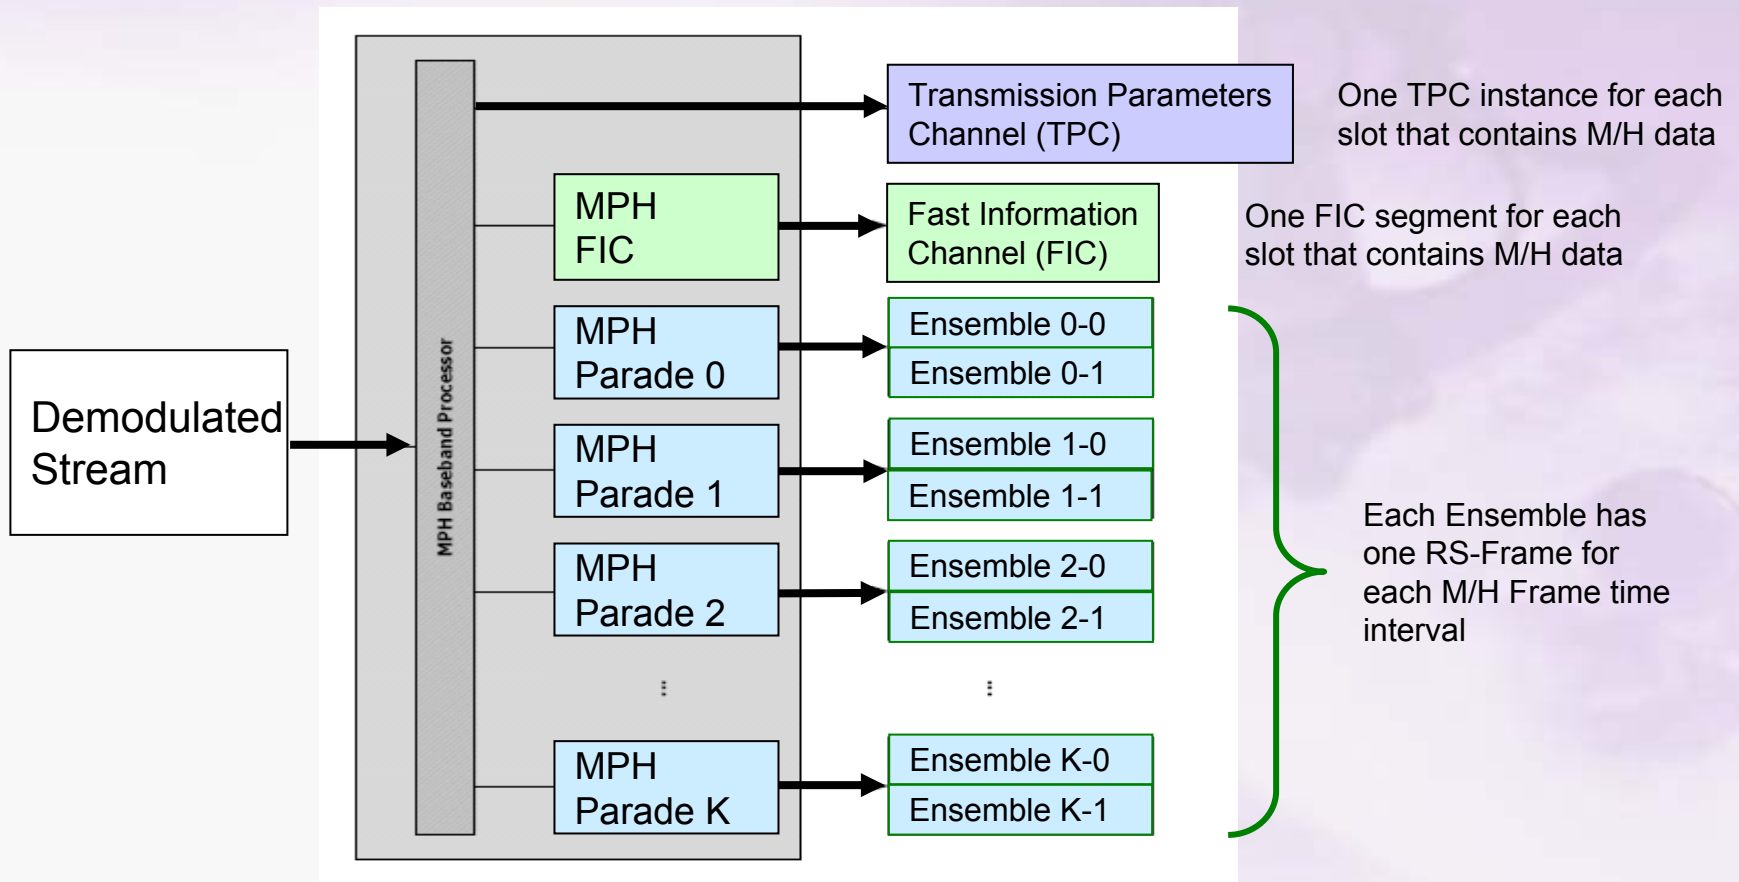 Demodulated
Stream
MPH Baseband Processor
Transmission Parameters
Channel (TPC)
One TPC instance for each
slot that contains M/H data
MPH
FIC
Fast Information
Channel (FIC)
One FIC segment for each
slot that contains M/H data
MPH
Parade 0
Ensemble 0-0
Ensemble 0-1
MPH
Parade 1
Ensemble 1-0
Ensemble 1-1
MPH
Parade 2
Ensemble 2-0
Ensemble 2-1
...
...
MPH
Parade K
Ensemble K-0
Ensemble K-1
Each Ensemble has
one RS-Frame for
each M/H Frame time
interval